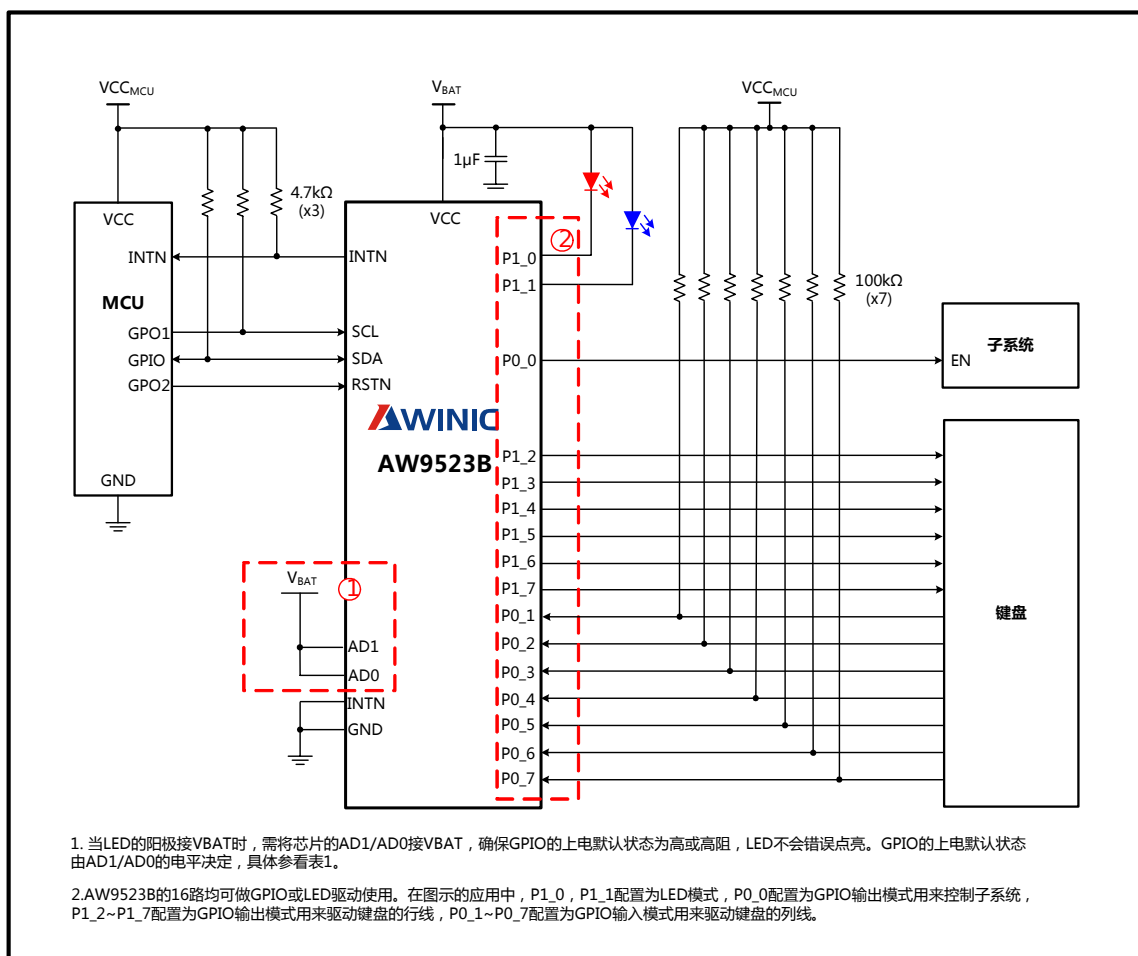 VCCMCU
VBAT
VCCMCU
1μF
4.7kΩ
(x3)
VCC
VCC
②
INTN
INTN
P1_0
P1_1
100kΩ
(x7)
MCU
GPO1
SCL
GPIO
SDA
P0_0
EN
子系统
GPO2
RSTN
AWINIC
AW9523B
P1_2
P1_3
GND
P1_4
P1_5
P1_6
VBAT
①
P1_7
P0_1
键盘
AD1
P0_2
AD0
P0_3
INTN
P0_4
GND
P0_5
P0_6
P0_7
1. 当LED的阳极接VBAT时，需将芯片的AD1/AD0接VBAT，确保GPIO的上电默认状态为高或高阻，LED不会错误点亮。GPIO的上电默认状态
由AD1/AD0的电平决定，具体参看表1。
2.AW9523B的16路均可做GPIO或LED驱动使用。在图示的应用中，P1_0，P1_1配置为LED模式，P0_0配置为GPIO输出模式用来控制子系统，
P1_2~P1_7配置为GPIO输出模式用来驱动键盘的行线，P0_1~P0_7配置为GPIO输入模式用来驱动键盘的列线。